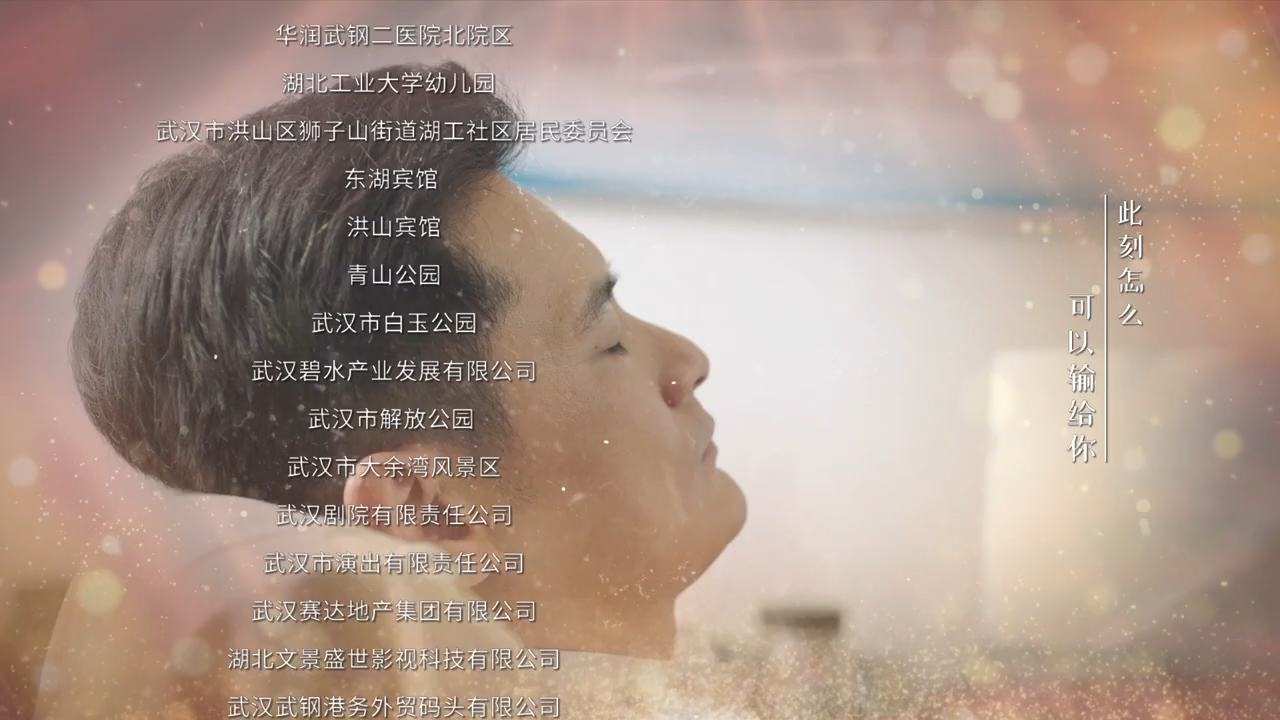 华润武钢二医院北院区
湖北工业大学幼儿园
武汉市洪山区狮子山街道湖工社区居民委员会
东湖宾馆
洪山宾馆
青山公园
武汉市白玉公园
武汉碧水产业发展有限公司
武汉市解放公园
武汉市大余湾风景区
武汉剧院有限责任公司
武汉市演出有限责任公司
武汉赛达地产集团有限公司
湖北文景盛世影视科技有限公司
武汉武钢港务外贸码头有限公司
此刻怎么
可以输给你